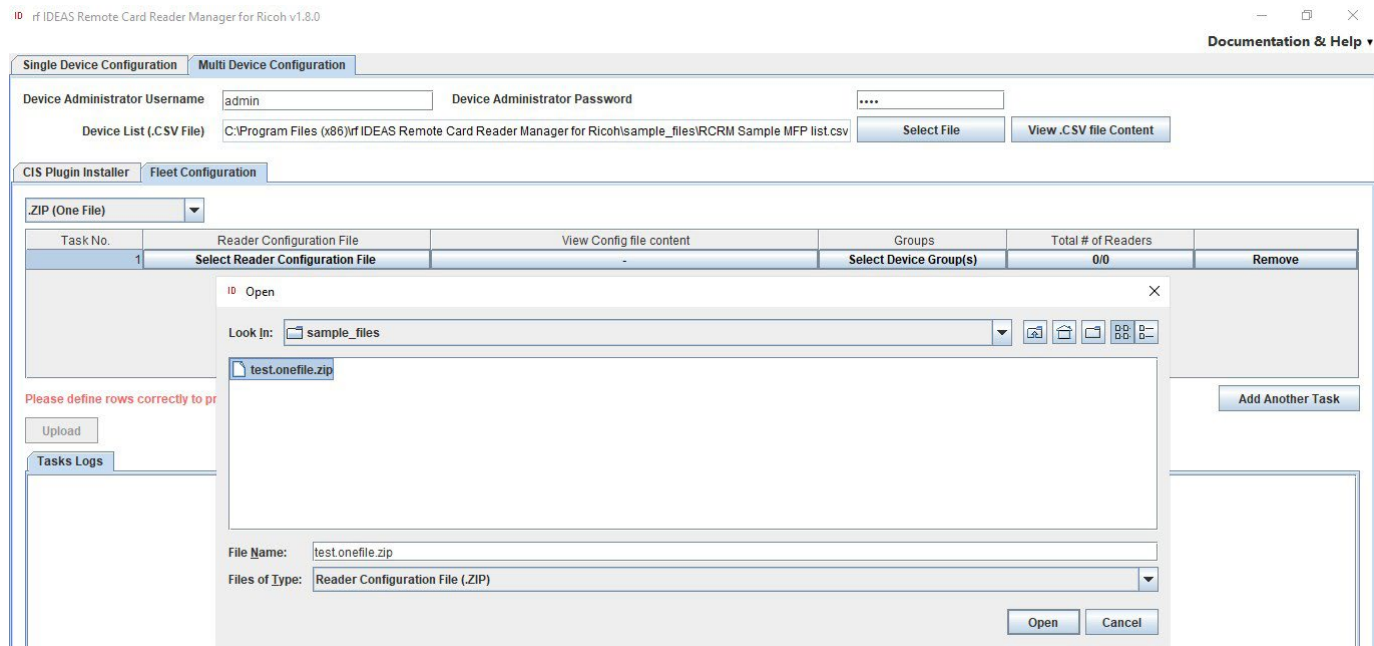 ID rf IDEAS Remote Card Reader Manager for Ricoh v1.8.0
Documentation & Help
Single Device Configuration Multi Device Configuration
Device Administrator Username admin Device Administrator Password ••••
Device List (.CSV File) C:\Program Files (x86)\rf IDEAS Remote Card Reader Manager for Ricoh\sample_files\RCRM Sample MFP list.csv Select File View .CSV file Content
CIS Plugin Installer Fleet Configuration
.ZIP (One File)
Task No. Reader Configuration File View Config file content Groups Total # of Readers
1 Select Reader Configuration File - Select Device Group(s) 0/0 Remove
ID Open
Look In: sample_files
test.onefile.zip
Please define rows correctly to pr
Add Another Task
Upload
Tasks Logs
File Name: test.onefile.zip
Files of Type: Reader Configuration File (.ZIP)
Open Cancel